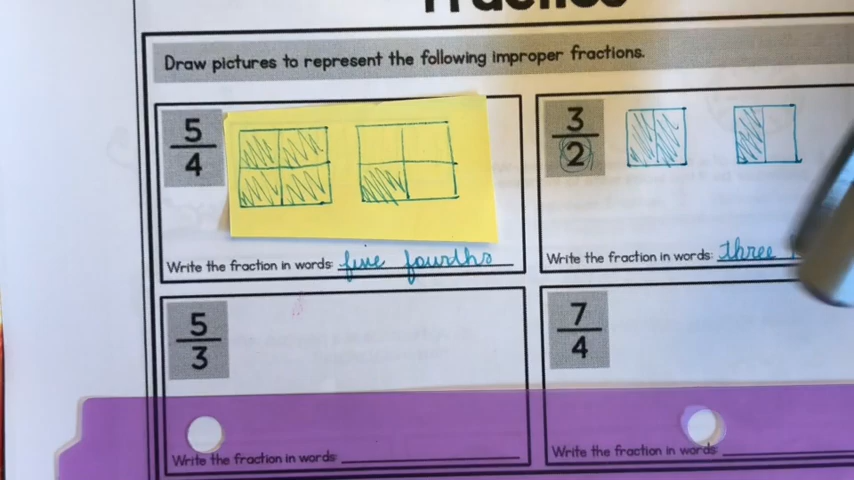 Draw pictures to represent the following improper fractions.
5
4
3
2
Write the fraction in words: five fourths
Write the fraction in words: three
5
3
7
4
Write the fraction in words:
Write the fraction in words: